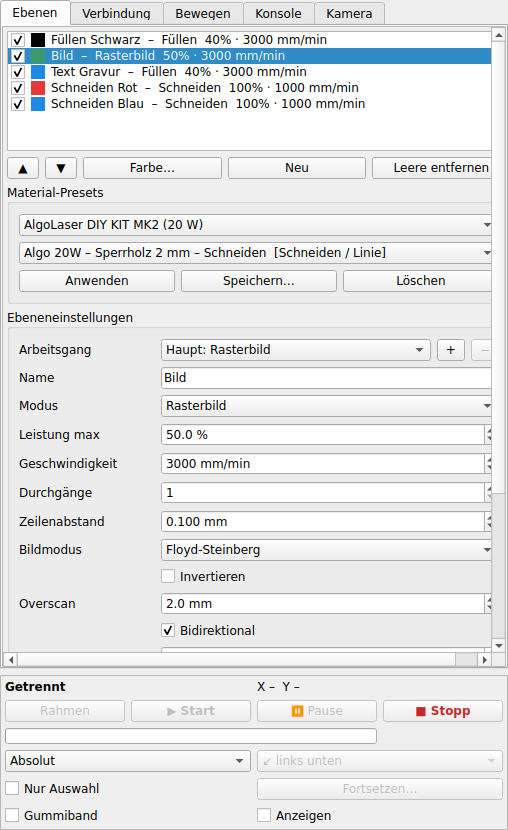 Ebenen Verbindung Bewegen Konsole Kamera
Füllen Schwarz – Füllen 40% · 3000 mm/min
Bild – Rasterbild 50% · 3000 mm/min
Text Gravur – Füllen 40% · 3000 mm/min
Schneiden Rot – Schneiden 100% · 1000 mm/min
Schneiden Blau – Schneiden 100% · 1000 mm/min
▲ ▼ Farbe... Neu Leere entfernen
Material-Presets
AlgoLaser DIY KIT MK2 (20 W)
Algo 20W – Sperrholz 2 mm – Schneiden [Schneiden / Linie]
Anwenden Speichern... Löschen
Ebeneneinstellungen
Arbeitsgang Haupt: Rasterbild + −
Name Bild
Modus Rasterbild
Leistung max 50.0 %
Geschwindigkeit 3000 mm/min
Durchgänge 1
Zeilenabstand 0.100 mm
Bildmodus Floyd-Steinberg
Invertieren
Overscan 2.0 mm
Bidirektional
Getrennt X – Y –
Rahmen ▶ Start ⏸ Pause ■ Stopp
Absolut ↙ links unten
Nur Auswahl Fortsetzen...
Gummiband Anzeigen